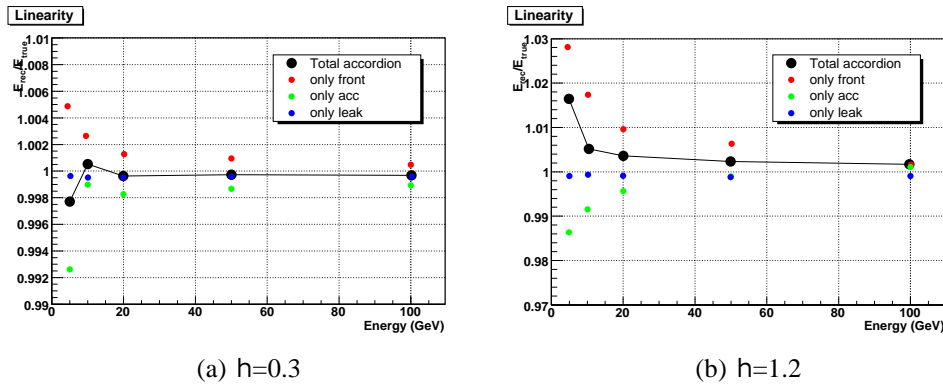 Linearity
E_rec/E_true
1.01
1.008
1.006
1.004
1.002
1
0.998
0.996
0.994
0.992
0.99
Total accordion
only front
only acc
only leak
0 20 40 60 80 100
Energy (GeV)
(a) h=0.3
Linearity
E_rec/E_true
1.03
1.02
1.01
1
0.99
0.98
0.97
Total accordion
only front
only acc
only leak
0 20 40 60 80 100
Energy (GeV)
(b) h=1.2